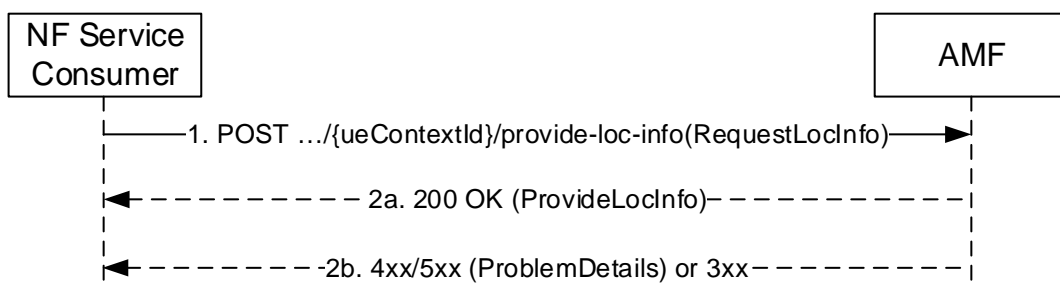 NF Service
Consumer
AMF
1. POST …/{ueContextId}/provide-loc-info(RequestLocInfo)
2a. 200 OK (ProvideLocInfo)
2b. 4xx/5xx (ProblemDetails) or 3xx